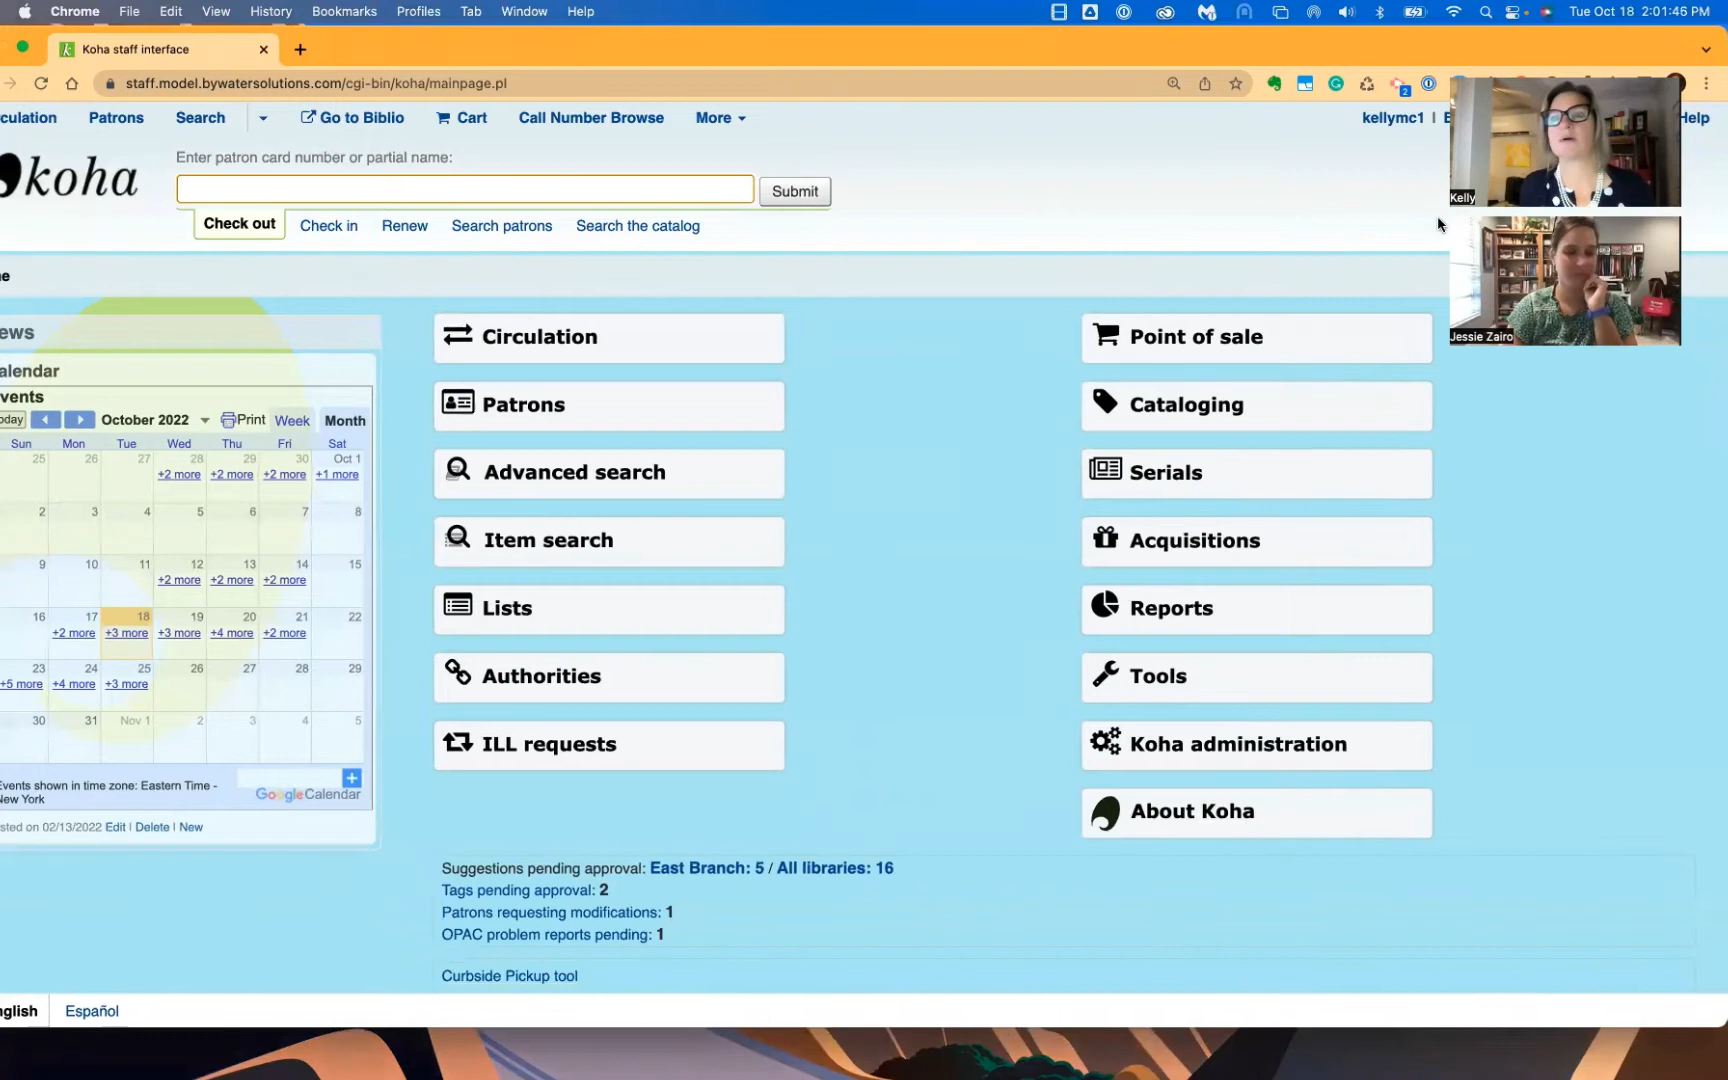 Chrome File Edit View History Bookmarks Profiles Tab Window Help Tue Oct 18 2:01:46 PM
Koha staff interface
staff.model.bywatersolutions.com/cgi-bin/koha/mainpage.pl
2
culation Patrons Search Go to Biblio Cart Call Number Browse More kellymc1 | Help
koha
Enter patron card number or partial name:
Submit
Check out Check in Renew Search patrons Search the catalog
Kelly
Jessie Zairo
ne
ews
alendar
vents
oday October 2022 Print Week Month
Sun Mon Tue Wed Thu Fri Sat
25 26 27 28 29 30 Oct 1
+2 more +2 more +2 more +1 more
2 3 4 5 6 7 8
9 10 11 12 13 14 15
+2 more +2 more +2 more
16 17 18 19 20 21 22
+2 more +3 more +3 more +4 more +2 more
23 24 25 26 27 28 29
+5 more +4 more +3 more
30 31 Nov 1 2 3 4 5
Events shown in time zone: Eastern Time -
New York
Google Calendar
sted on 02/13/2022 Edit | Delete | New
Circulation
Patrons
Advanced search
Item search
Lists
Authorities
ILL requests
Point of sale
Cataloging
Serials
Acquisitions
Reports
Tools
Koha administration
About Koha
Suggestions pending approval: East Branch: 5 / All libraries: 16
Tags pending approval: 2
Patrons requesting modifications: 1
OPAC problem reports pending: 1
Curbside Pickup tool
nglish Español